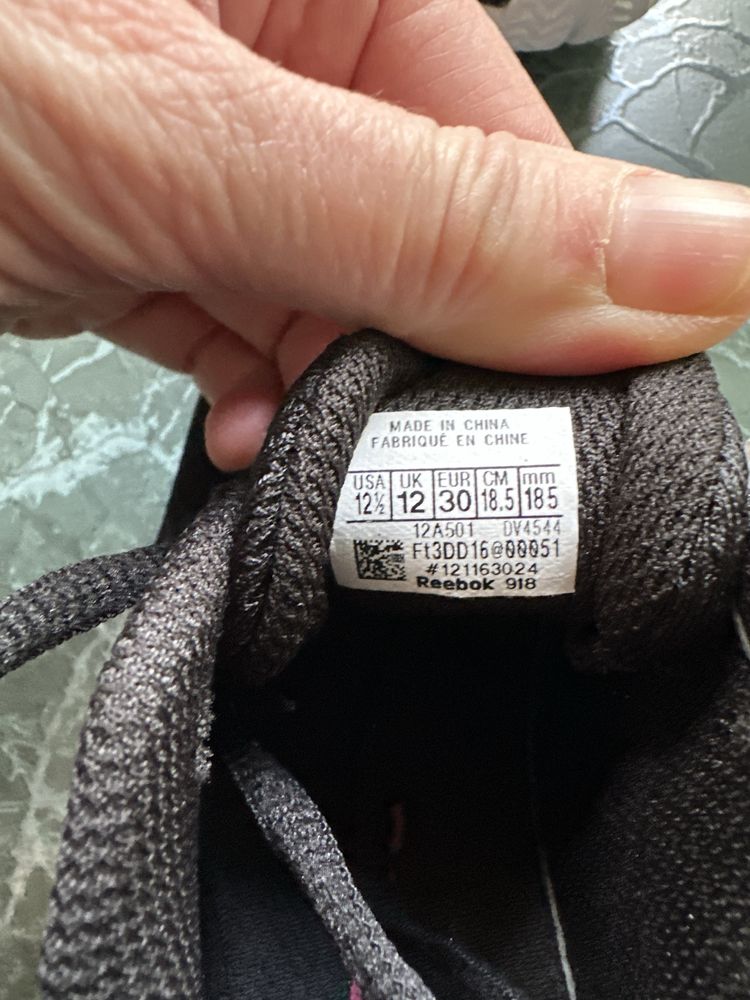 MADE IN CHINA
FABRIQUÉ EN CHINE
USA UK EUR CM mm
12½ 12 30 18.5 185
12A501 DV4544
Ft3DD16@00051
#121163024
Reebok 918